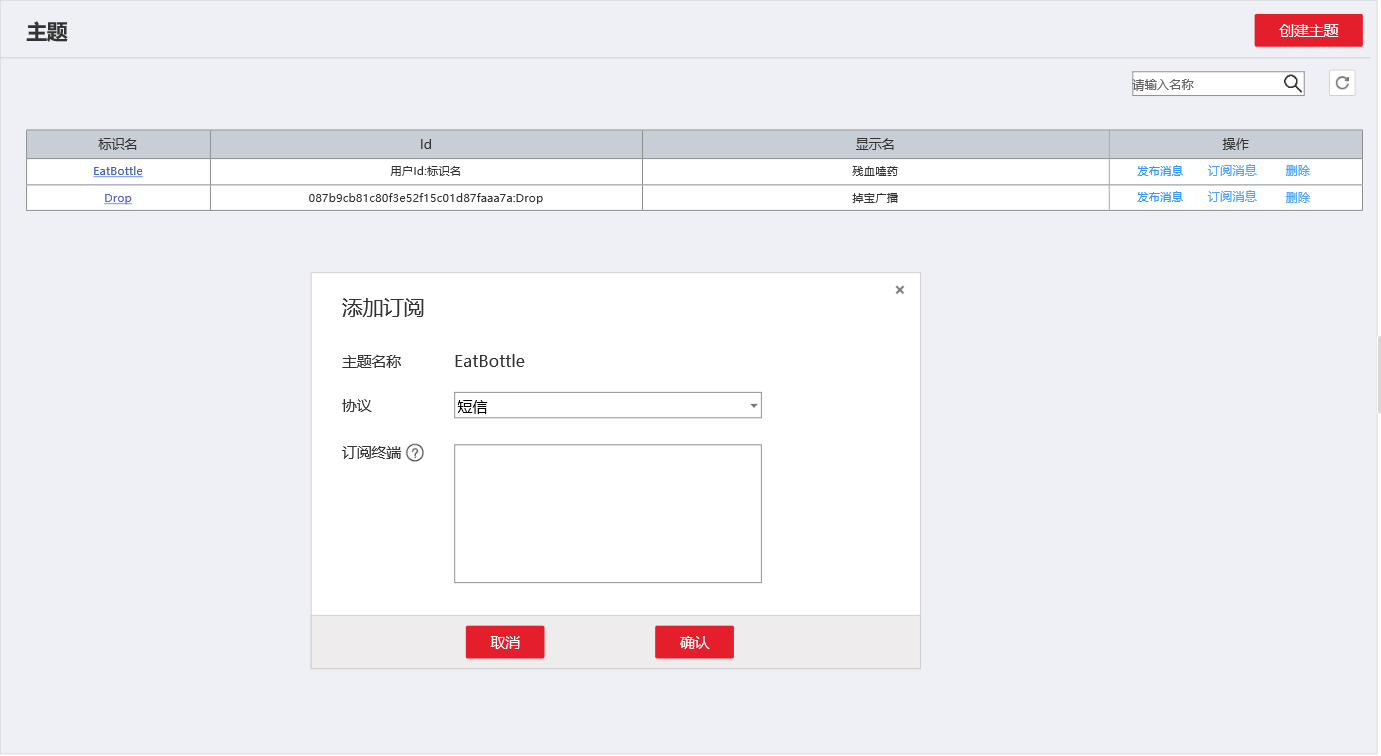 主题
创建主题
请输入名称
标识名 Id 显示名 操作
EatBottle 用户Id:标识名 残血嗑药 发布消息 订阅消息 删除
Drop 087b9cb81c80f3e52f15c01d87faaa7a:Drop 掉宝广播 发布消息 订阅消息 删除
添加订阅
主题名称 EatBottle
协议 短信
订阅终端 ?
取消 确认